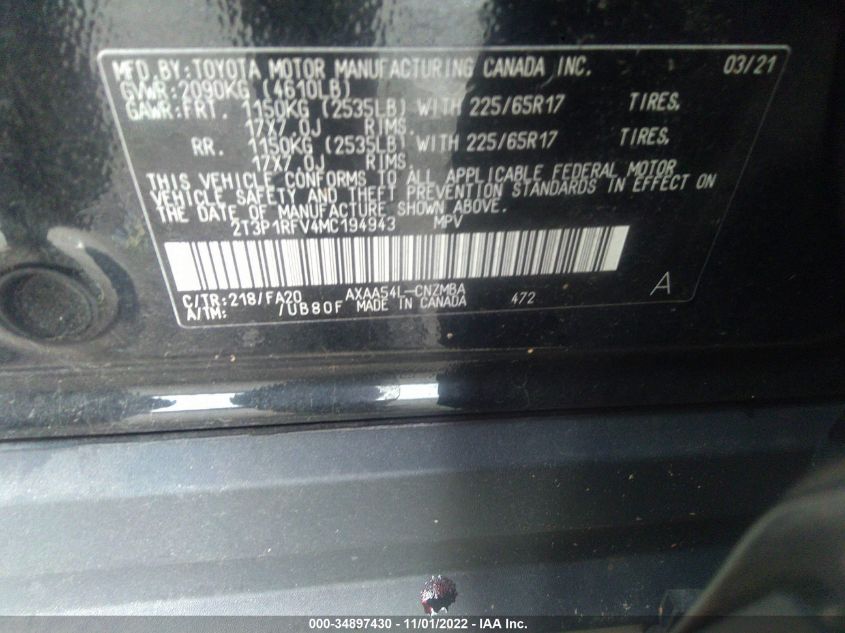 MFD. BY: TOYOTA MOTOR MANUFACTURING CANADA INC. 03/21
GVWR: 2090KG (4610LB)
GAWR: FRT. 1150KG (2535LB) WITH 225/65R17 TIRES,
17X7.0J RIMS.
RR. 1150KG (2535LB) WITH 225/65R17 TIRES,
17X7.0J RIMS.
THIS VEHICLE CONFORMS TO ALL APPLICABLE FEDERAL MOTOR
VEHICLE SAFETY AND THEFT PREVENTION STANDARDS IN EFFECT ON
THE DATE OF MANUFACTURE SHOWN ABOVE.
2T3P1RFV4MC194943 MPV
C/TR: 218/FA20 AXAA54L-CNZMBA 472 A
A/TM: /UB80F MADE IN CANADA
000-34897430 - 11/01/2022 - IAA Inc.